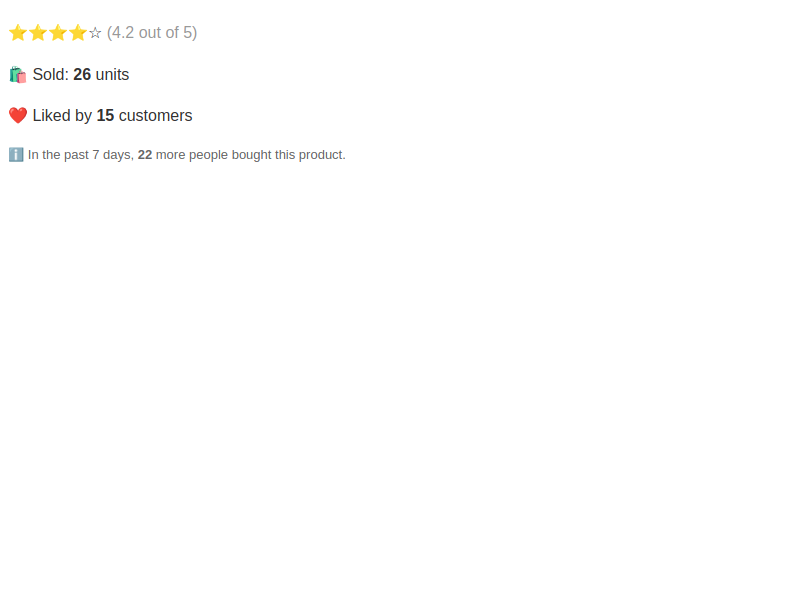 ⭐⭐⭐⭐☆ (4.2 out of 5)
🛍️ Sold: 26 units
❤️ Liked by 15 customers
ℹ️ In the past 7 days, 22 more people bought this product.